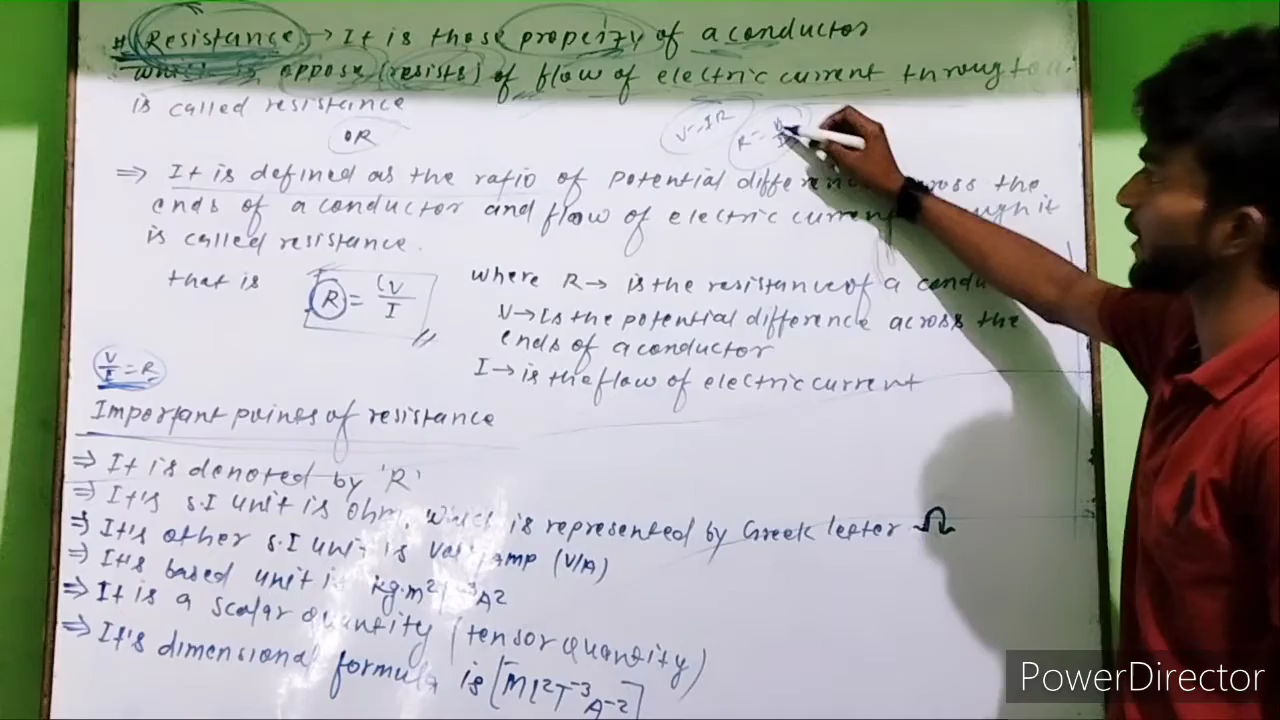 # Resistance → It is those property of a conductor
which is oppose (resists) of flow of electric current through
is called resistance
OR
V=IR
R=V/I
⇒ It is defined as the ratio of potential difference across the
ends of a conductor and flow of electric current through it
is called resistance.
that is R = V/I
where R → is the resistance of a
V → Is the potential difference across the
ends of a conductor
I → is the flow of electric current
V/I = R
Important points of resistance
⇒ It is denoted by 'R'
⇒ It's S.I unit is ohm, which is represented by Greek letter Ω
⇒ It's other S.I unit is Amp (V/A)
⇒ It's based unit is kg.m²
⇒ It is a scalar quantity (tensor quantity)
⇒ It's dimensional formula is [ML²T⁻³A⁻²]
PowerDirector